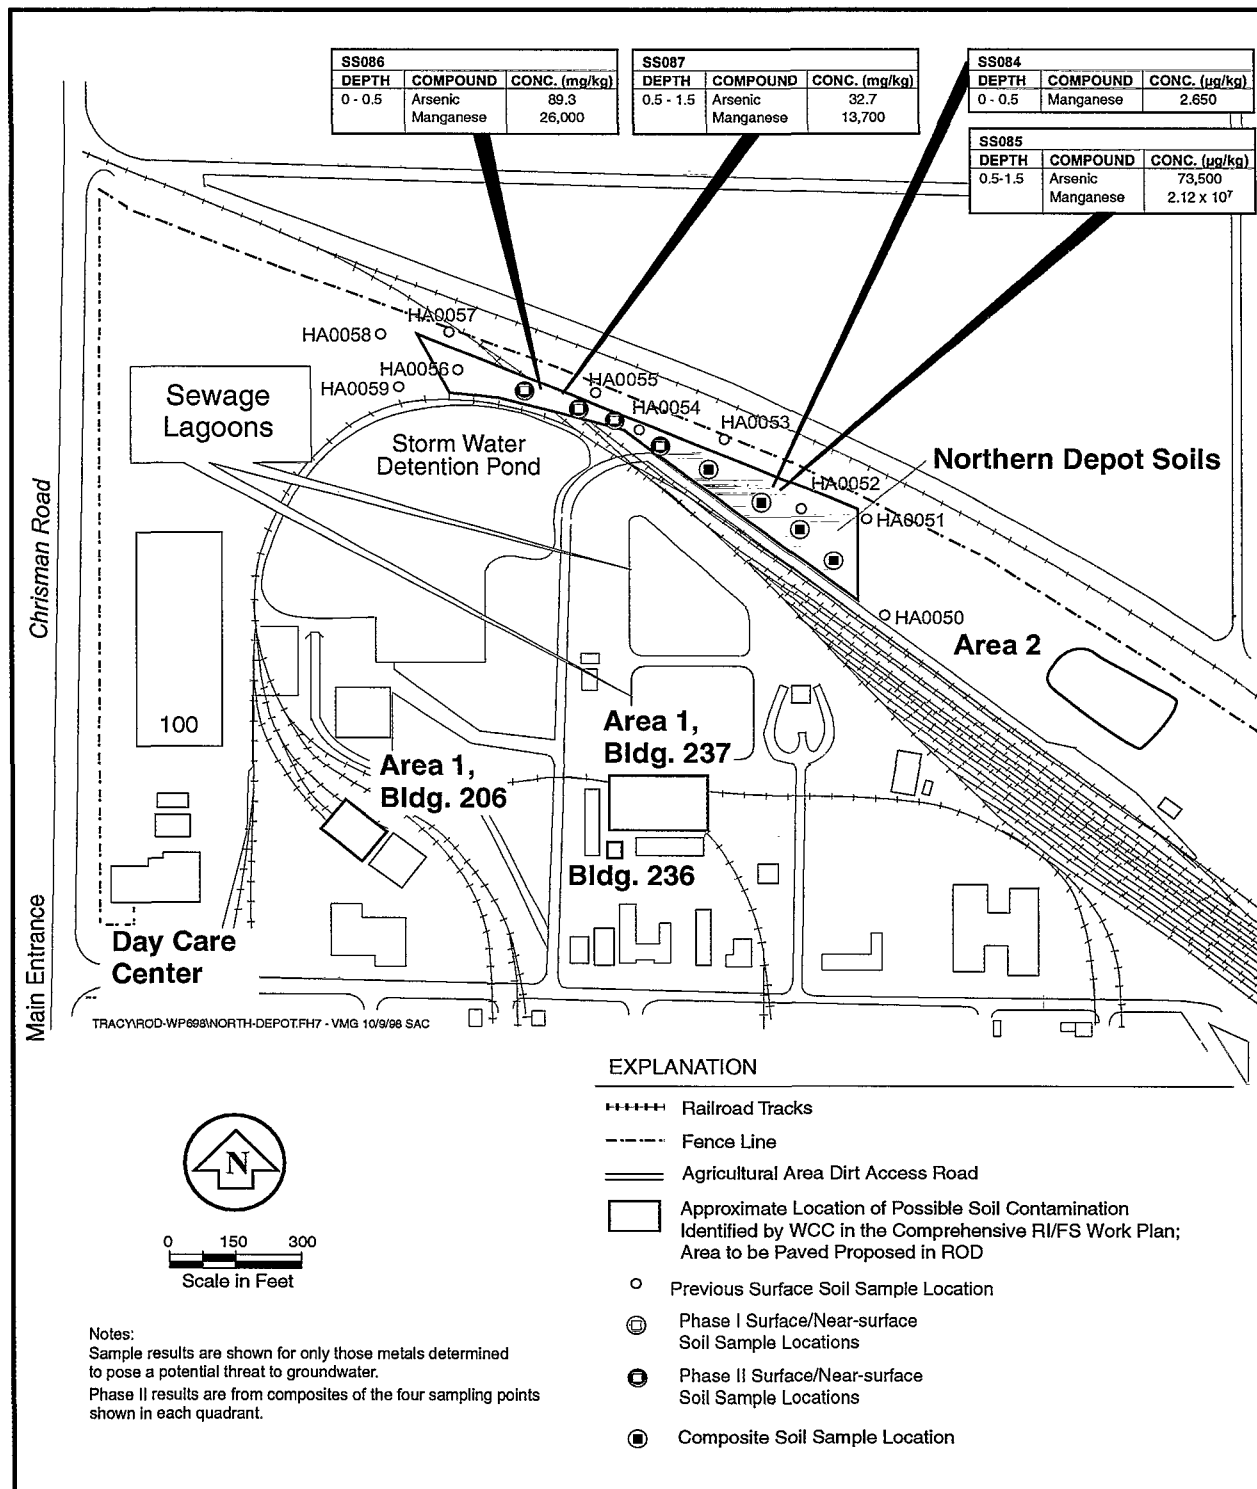 SS086
DEPTH COMPOUND CONC. (mg/kg)
0 - 0.5 Arsenic 89.3
Manganese 26,000
SS087
DEPTH COMPOUND CONC. (mg/kg)
0.5 - 1.5 Arsenic 32.7
Manganese 13,700
SS084
DEPTH COMPOUND CONC. (µg/kg)
0 - 0.5 Manganese 2.650
SS085
DEPTH COMPOUND CONC. (µg/kg)
0.5-1.5 Arsenic 73,500
Manganese 2.12 x 10⁷
HA0057
HA0058
HA0056
HA0059
HA0055
HA0054
HA0053
HA0052
HA0051
HA0050
Sewage
Lagoons
Storm Water
Detention Pond
Northern Depot Soils
Area 2
Chrisman Road
100
Area 1,
Bldg. 237
Area 1,
Bldg. 206
Bldg. 236
Day Care
Center
Main Entrance
TRACY\ROD-WP698\NORTH-DEPOT.FH7 - VMG 10/9/98 SAC
EXPLANATION
Railroad Tracks
Fence Line
Agricultural Area Dirt Access Road
Approximate Location of Possible Soil Contamination
Identified by WCC in the Comprehensive RI/FS Work Plan;
Area to be Paved Proposed in ROD
Previous Surface Soil Sample Location
Phase I Surface/Near-surface
Soil Sample Locations
Phase II Surface/Near-surface
Soil Sample Locations
Composite Soil Sample Location
N
0 150 300
Scale in Feet
Notes:
Sample results are shown for only those metals determined
to pose a potential threat to groundwater.
Phase II results are from composites of the four sampling points
shown in each quadrant.